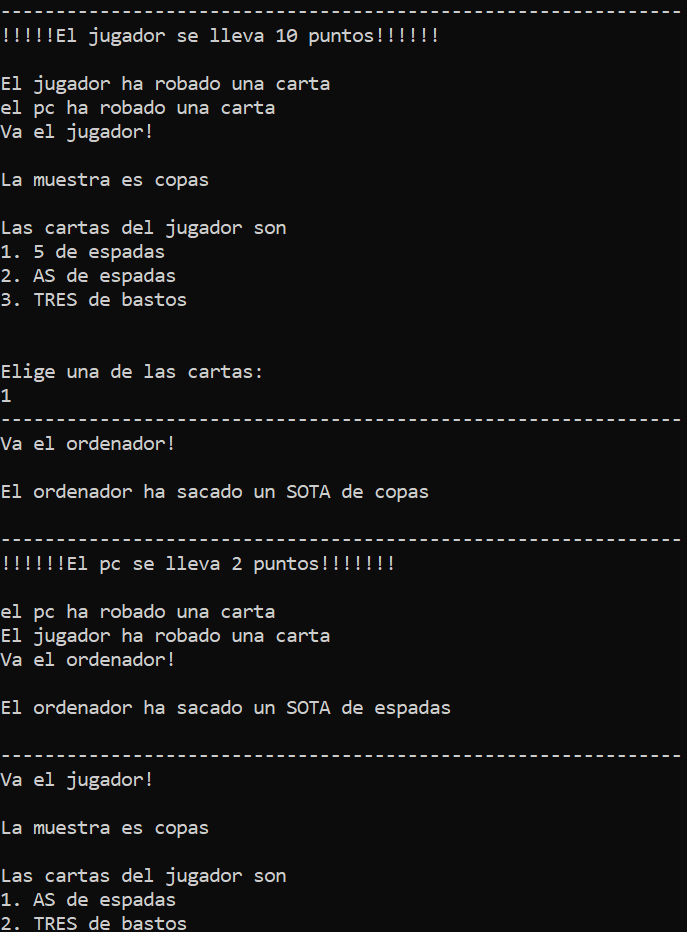 --------------------------------------------------------------
!!!!!El jugador se lleva 10 puntos!!!!!!
El jugador ha robado una carta
el pc ha robado una carta
Va el jugador!
La muestra es copas
Las cartas del jugador son
1. 5 de espadas
2. AS de espadas
3. TRES de bastos
Elige una de las cartas:
1
--------------------------------------------------------------
Va el ordenador!
El ordenador ha sacado un SOTA de copas
--------------------------------------------------------------
!!!!!!El pc se lleva 2 puntos!!!!!!!
el pc ha robado una carta
El jugador ha robado una carta
Va el ordenador!
El ordenador ha sacado un SOTA de espadas
--------------------------------------------------------------
Va el jugador!
La muestra es copas
Las cartas del jugador son
1. AS de espadas
2. TRES de bastos